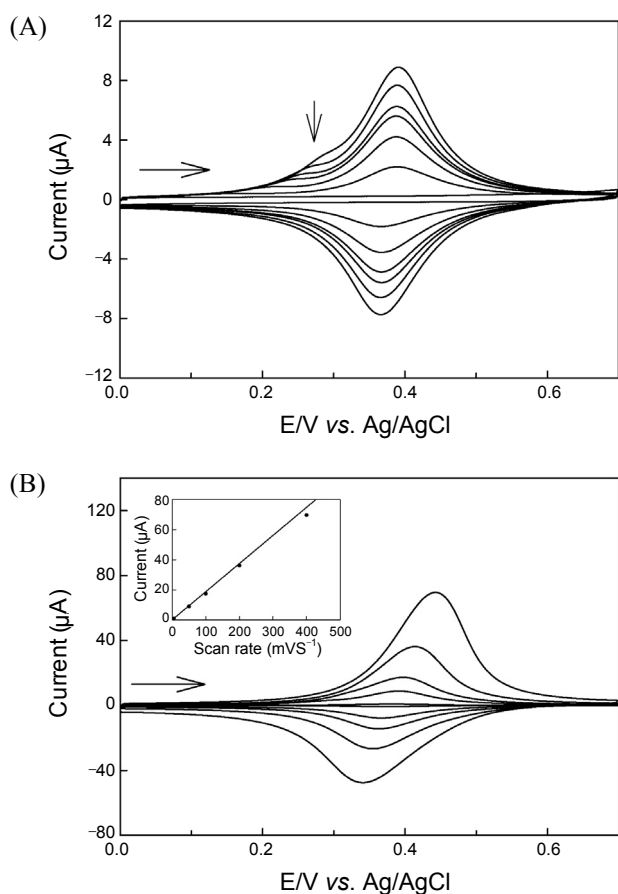 (A)
12
8
4
0
−4
−8
−12
Current (µA)
0.0 0.2 0.4 0.6
E/V vs. Ag/AgCl
(B)
120
80
40
0
−40
−80
Current (µA)
80
60
40
20
0
Current (µA)
0 100 200 300 400 500
Scan rate (mVS⁻¹)
0.0 0.2 0.4 0.6
E/V vs. Ag/AgCl